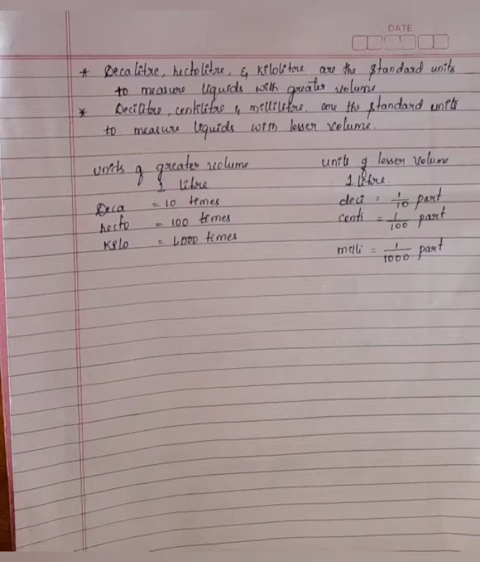 DATE
* Decalitre, hectolitre, & kilolitre are the standard units
to measure liquids with greater volume
* Decilitre, centilitre & millilitre, are the standard units
to measure liquids with lesser volume.
units of greater volume
1 litre
Deca = 10 times
hecto = 100 times
Kilo = 1,000 times
units of lesser volume
1 litre.
deci = 1/10 part
centi = 1/100 part
milli = 1/1000 part